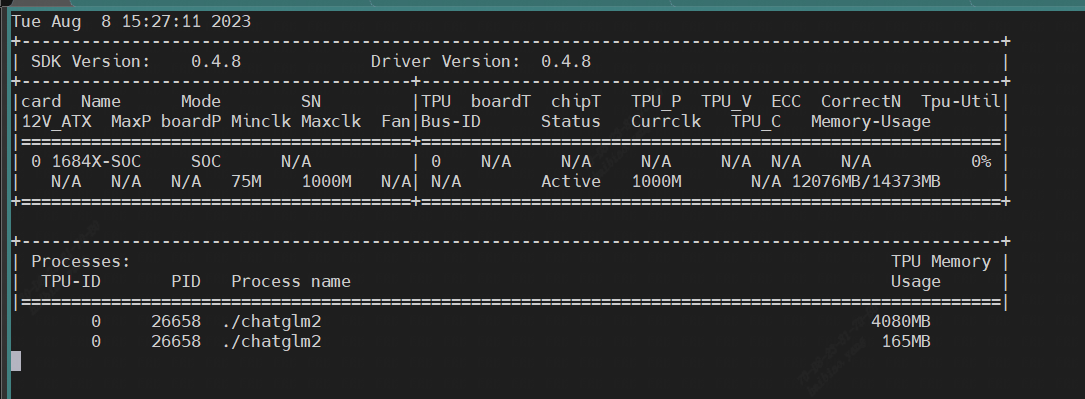 Tue Aug  8 15:27:11 2023
+--------------------------------------------------------------------------------------------------+
| SDK Version:    0.4.8             Driver Version:  0.4.8                                         |
+---------------------------------------+----------------------------------------------------------+
|card  Name      Mode        SN         |TPU  boardT  chipT   TPU_P  TPU_V  ECC  CorrectN  Tpu-Util|
|12V_ATX  MaxP boardP Minclk Maxclk  Fan|Bus-ID      Status   Currclk   TPU_C   Memory-Usage       |
|=======================================+==========================================================|
| 0 1684X-SOC     SOC      N/A          | 0    N/A     N/A     N/A     N/A  N/A    N/A          0% |
|   N/A   N/A   N/A   75M    1000M   N/A| N/A        Active   1000M       N/A 12076MB/14373MB      |
+=======================================+==========================================================+
+--------------------------------------------------------------------------------------------------+
| Processes:                                                                            TPU Memory |
|  TPU-ID       PID   Process name                                                      Usage      |
|==================================================================================================|
        0     26658  ./chatglm2                                                       4080MB
        0     26658  ./chatglm2                                                        165MB